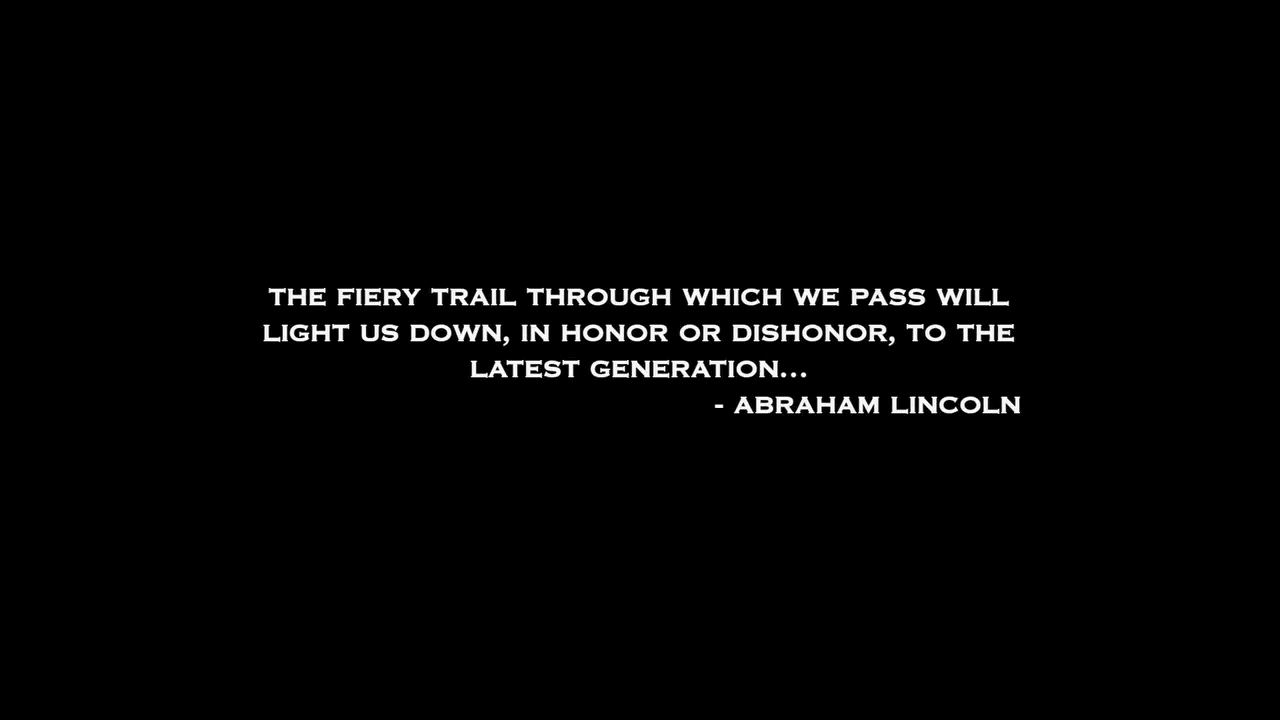 THE FIERY TRAIL THROUGH WHICH WE PASS WILL
LIGHT US DOWN, IN HONOR OR DISHONOR, TO THE
LATEST GENERATION...
- ABRAHAM LINCOLN